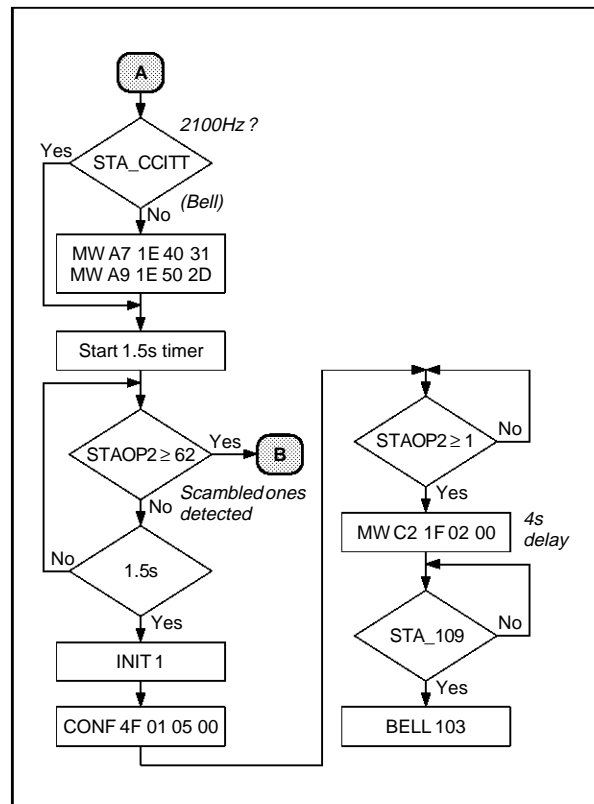 A
2100Hz ?
Yes
STA_CCITT
(Bell)
No
MW A7 1E 40 31
MW A9 1E 50 2D
Start 1.5s timer
STAOP2 ≥ 62
Yes
B
Scambled ones
detected
No
No
1.5s
Yes
INIT 1
CONF 4F 01 05 00
STAOP2 ≥ 1
No
Yes
MW C2 1F 02 00
4s
delay
STA_109
No
Yes
BELL 103